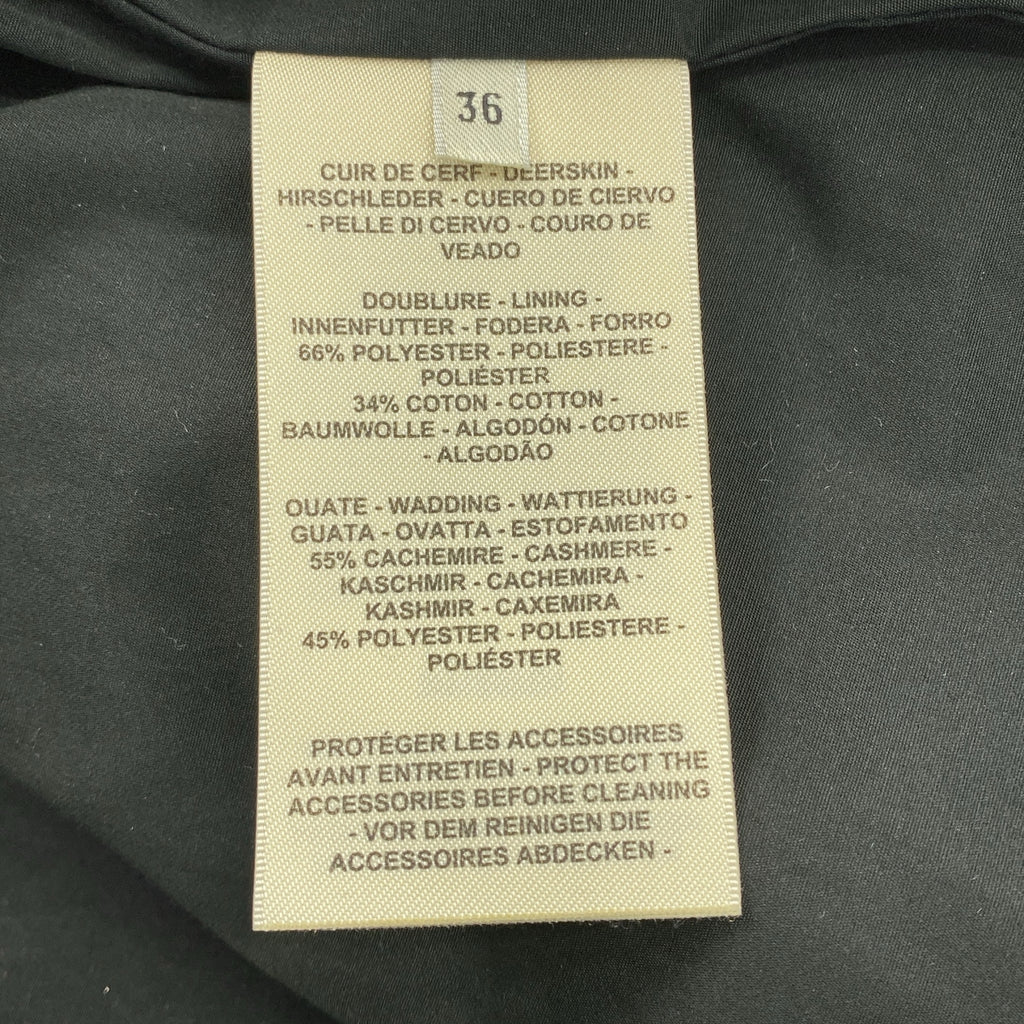 36
CUIR DE CERF - DEERSKIN -
HIRSCHLEDER - CUERO DE CIERVO
- PELLE DI CERVO - COURO DE
VEADO
DOUBLURE - LINING -
INNENFUTTER - FODERA - FORRO
66% POLYESTER - POLIESTERE -
POLIÉSTER
34% COTON - COTTON -
BAUMWOLLE - ALGODÓN - COTONE
- ALGODÃO
OUATE - WADDING - WATTIERUNG -
GUATA - OVATTA - ESTOFAMENTO
55% CACHEMIRE - CASHMERE -
KASCHMIR - CACHEMIRA -
KASHMIR - CAXEMIRA
45% POLYESTER - POLIESTERE -
POLIÉSTER
PROTÉGER LES ACCESSOIRES
AVANT ENTRETIEN - PROTECT THE
ACCESSORIES BEFORE CLEANING
- VOR DEM REINIGEN DIE
ACCESSOIRES ABDECKEN -